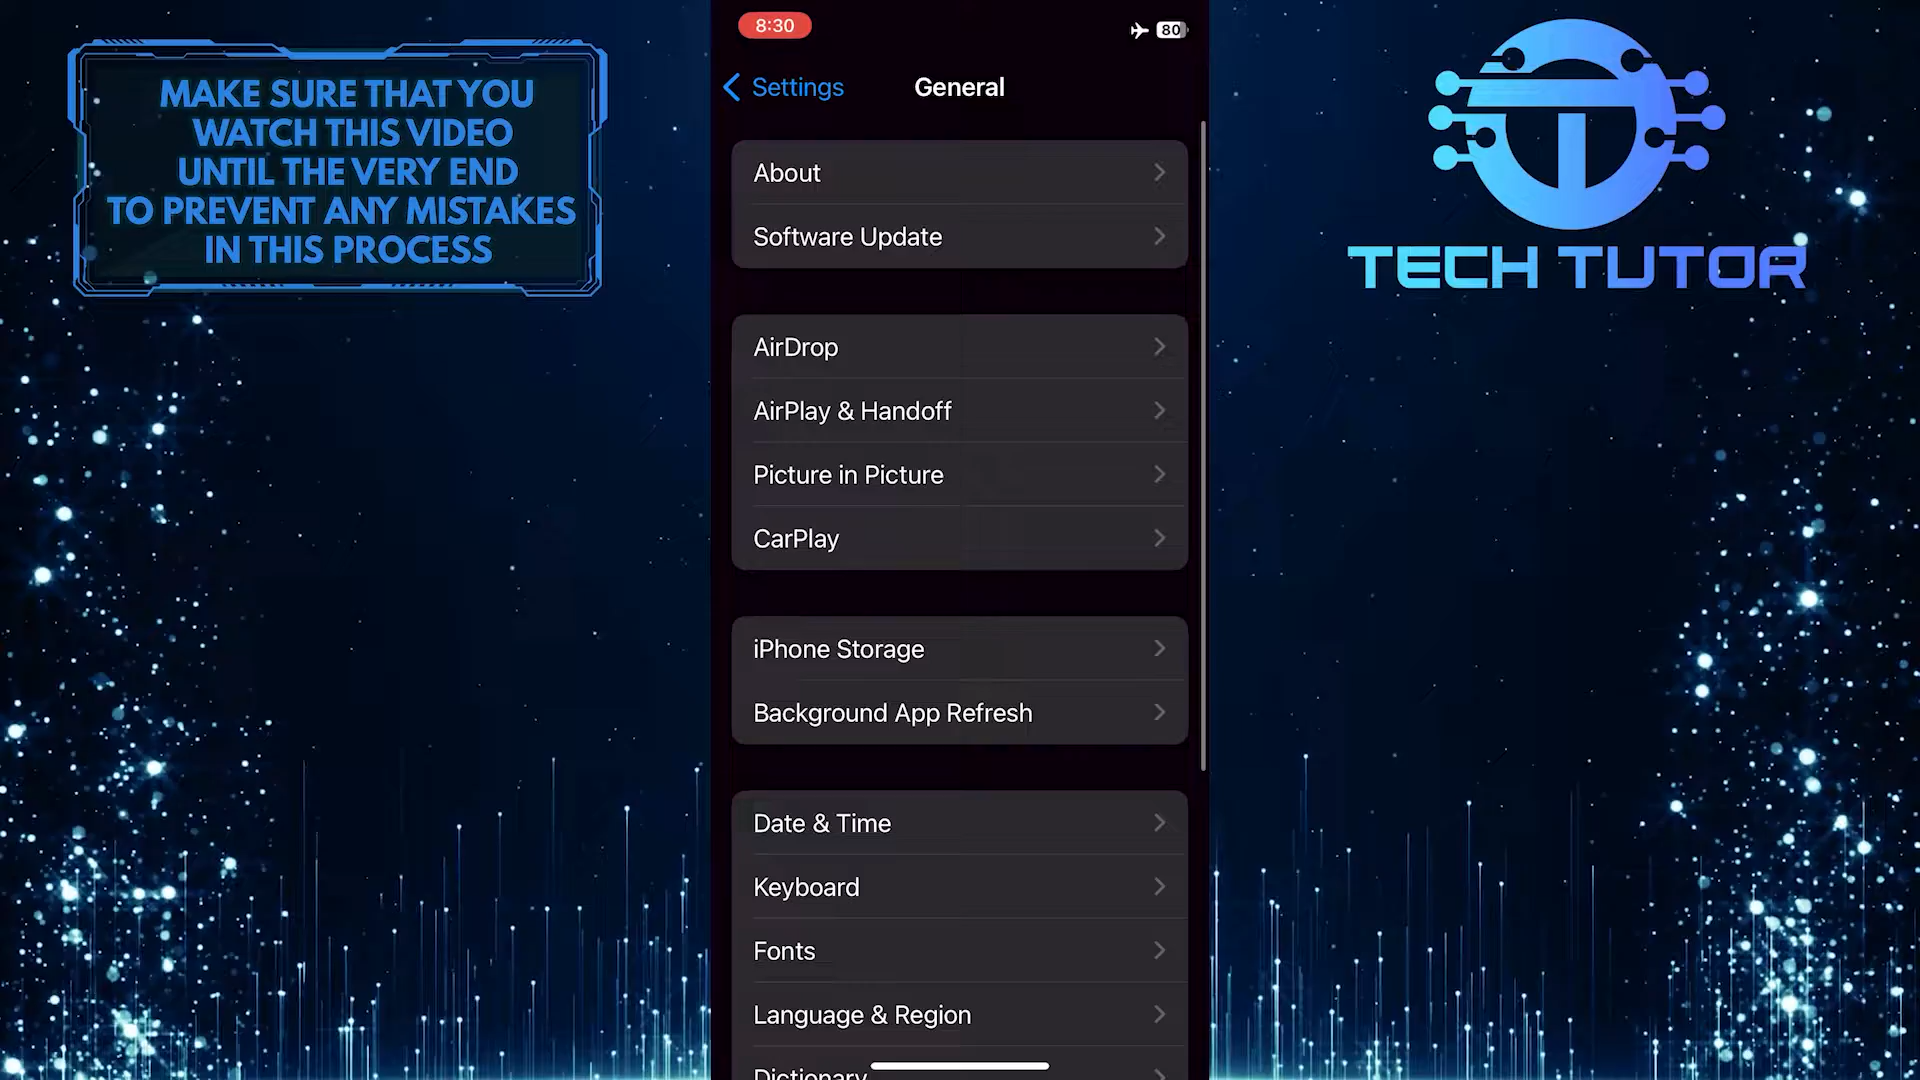 MAKE SURE THAT YOU
WATCH THIS VIDEO
UNTIL THE VERY END
TO PREVENT ANY MISTAKES
IN THIS PROCESS
8:30
80
Settings
General
About
Software Update
AirDrop
AirPlay & Handoff
Picture in Picture
CarPlay
iPhone Storage
Background App Refresh
Date & Time
Keyboard
Fonts
Language & Region
Dictionary
TECH TUTOR